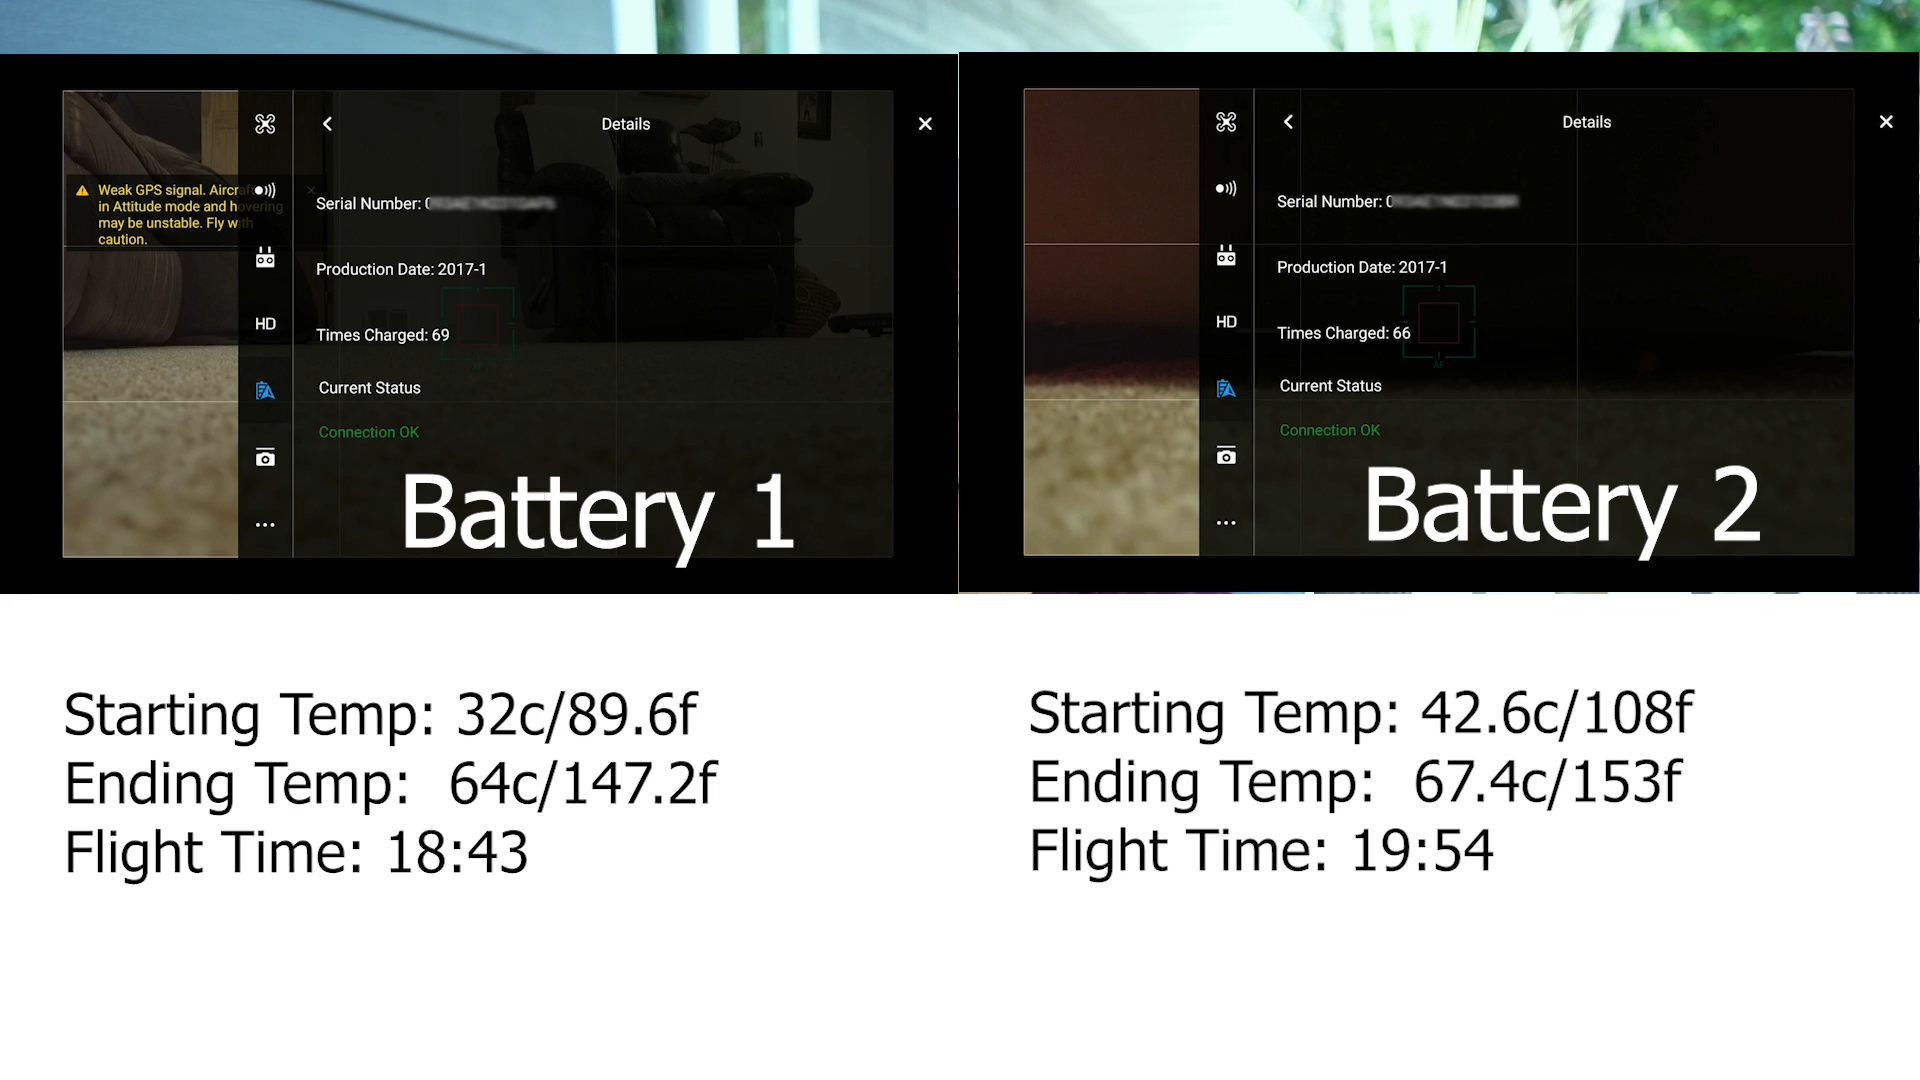 Details
Weak GPS signal. Aircraft
in Attitude mode and hovering
may be unstable. Fly with
caution.
Serial Number: 0
Production Date: 2017-1
HD
Times Charged: 69
Current Status
Connection OK
Battery 1
Details
Serial Number: 0
Production Date: 2017-1
HD
Times Charged: 66
AF
Current Status
Connection OK
Battery 2
Starting Temp: 32c/89.6f
Ending Temp: 64c/147.2f
Flight Time: 18:43
Starting Temp: 42.6c/108f
Ending Temp: 67.4c/153f
Flight Time: 19:54